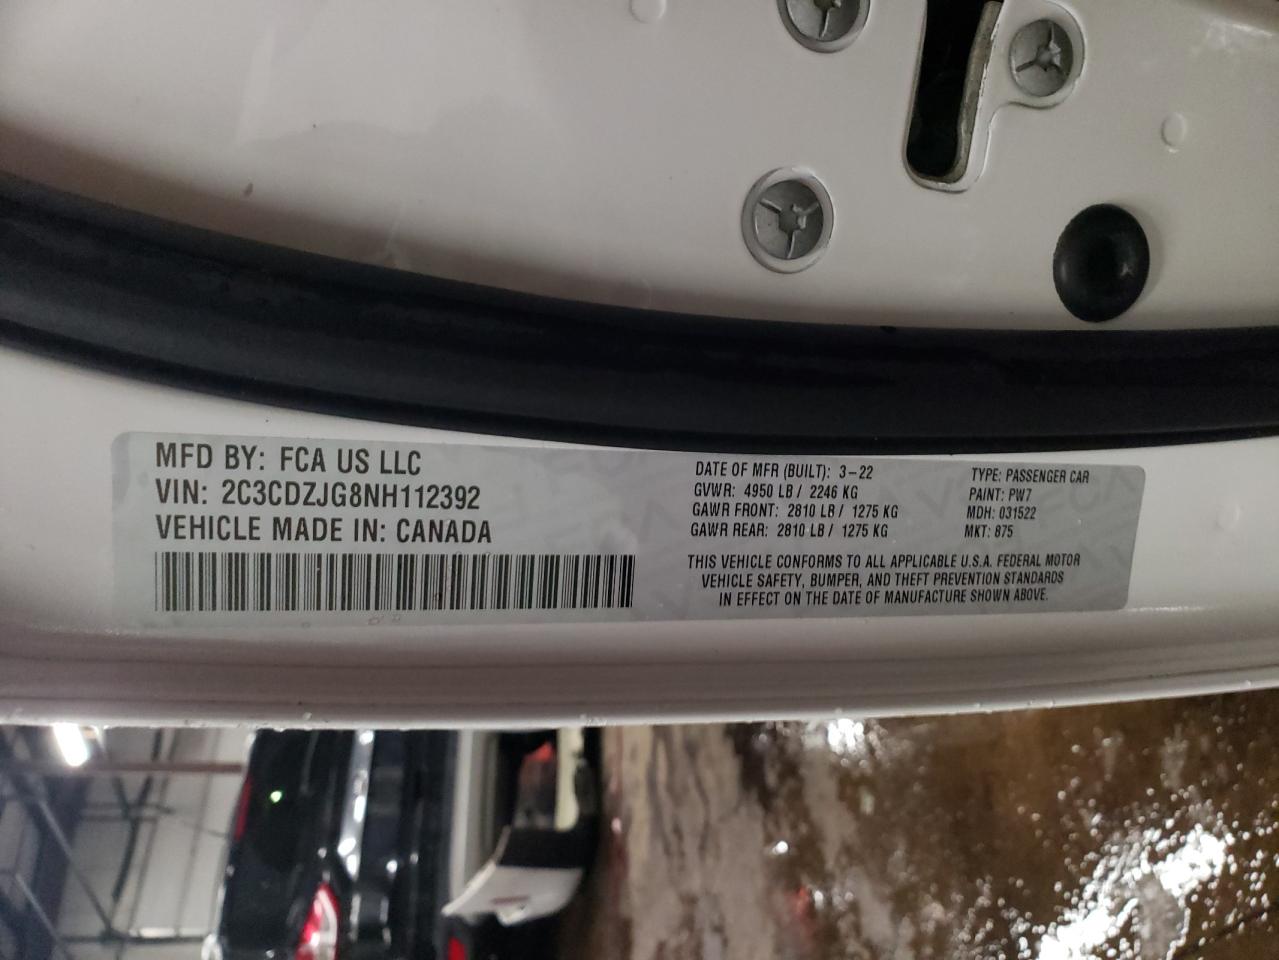 MFD BY: FCA US LLC
VIN: 2C3CDZJG8NH112392
VEHICLE MADE IN: CANADA
DATE OF MFR (BUILT): 3-22
GVWR: 4950 LB / 2246 KG
GAWR FRONT: 2810 LB / 1275 KG
GAWR REAR: 2810 LB / 1275 KG
TYPE: PASSENGER CAR
PAINT: PW7
MDH: 031522
MKT: 875
THIS VEHICLE CONFORMS TO ALL APPLICABLE U.S.A. FEDERAL MOTOR
VEHICLE SAFETY, BUMPER, AND THEFT PREVENTION STANDARDS
IN EFFECT ON THE DATE OF MANUFACTURE SHOWN ABOVE.